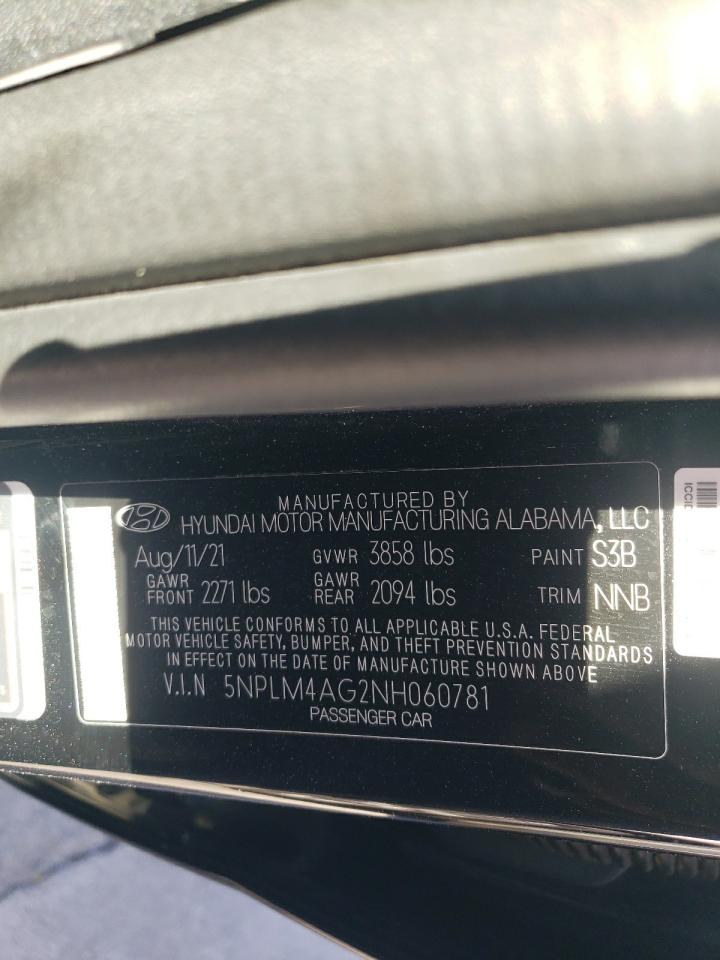 MANUFACTURED BY
HYUNDAI MOTOR MANUFACTURING ALABAMA, LLC
Aug/11/21 GVWR 3858 lbs PAINT S3B
GAWR FRONT 2271 lbs GAWR REAR 2094 lbs TRIM NNB
THIS VEHICLE CONFORMS TO ALL APPLICABLE U.S.A. FEDERAL
MOTOR VEHICLE SAFETY, BUMPER, AND THEFT PREVENTION STANDARDS
IN EFFECT ON THE DATE OF MANUFACTURE SHOWN ABOVE
V.I.N 5NPLM4AG2NH060781
PASSENGER CAR
ICCID